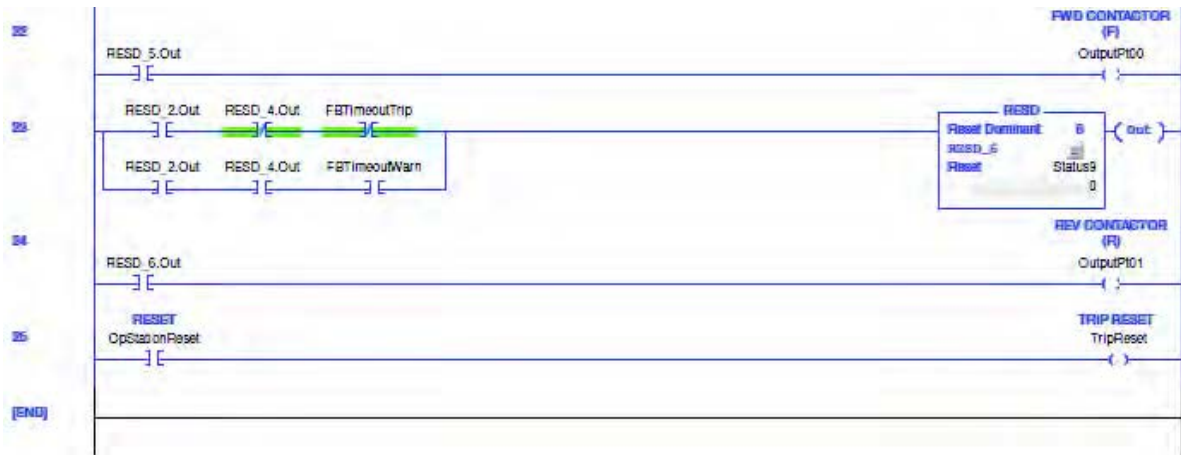 FWD CONTACTOR
(F)
22
RESD_5.Out
OutputPt00
RESD_2.Out RESD_4.Out FBTimeoutTrip
RESD
23
Reset Dominant 6
Out
RESD_6
RESD_2.Out RESD_4.Out FBTimeoutWarn
Reset Status9
0
REV CONTACTOR
(R)
24
RESD_6.Out
OutputPt01
RESET
TRIP RESET
25
OpStationReset
TripReset
[END]